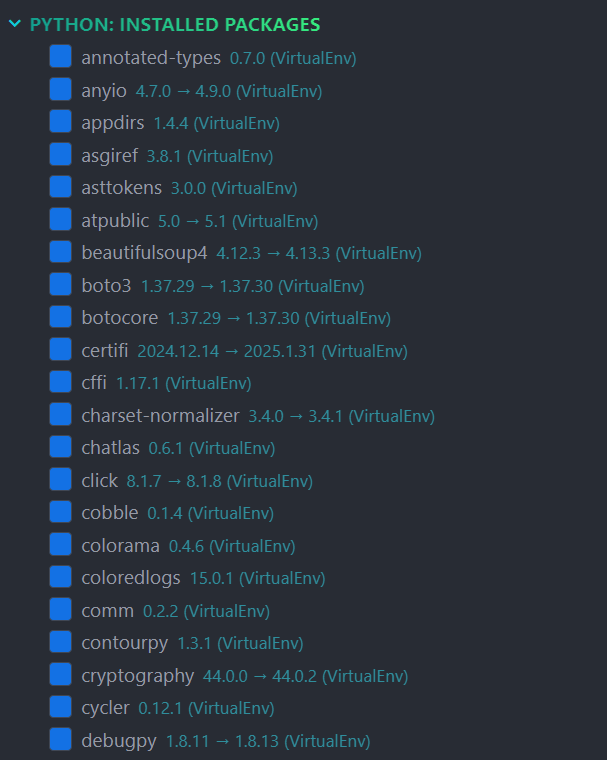 PYTHON: INSTALLED PACKAGES
annotated-types 0.7.0 (VirtualEnv)
anyio 4.7.0 → 4.9.0 (VirtualEnv)
appdirs 1.4.4 (VirtualEnv)
asgiref 3.8.1 (VirtualEnv)
asttokens 3.0.0 (VirtualEnv)
atpublic 5.0 → 5.1 (VirtualEnv)
beautifulsoup4 4.12.3 → 4.13.3 (VirtualEnv)
boto3 1.37.29 → 1.37.30 (VirtualEnv)
botocore 1.37.29 → 1.37.30 (VirtualEnv)
certifi 2024.12.14 → 2025.1.31 (VirtualEnv)
cffi 1.17.1 (VirtualEnv)
charset-normalizer 3.4.0 → 3.4.1 (VirtualEnv)
chatlas 0.6.1 (VirtualEnv)
click 8.1.7 → 8.1.8 (VirtualEnv)
cobble 0.1.4 (VirtualEnv)
colorama 0.4.6 (VirtualEnv)
coloredlogs 15.0.1 (VirtualEnv)
comm 0.2.2 (VirtualEnv)
contourpy 1.3.1 (VirtualEnv)
cryptography 44.0.0 → 44.0.2 (VirtualEnv)
cycler 0.12.1 (VirtualEnv)
debugpy 1.8.11 → 1.8.13 (VirtualEnv)